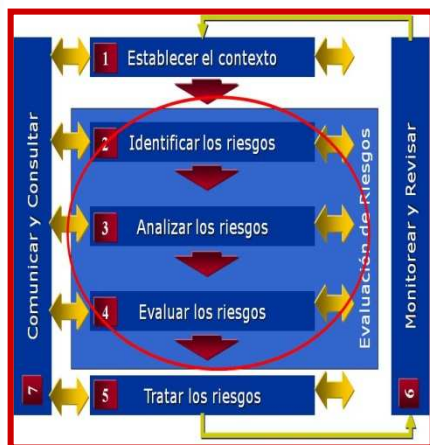 1 Establecer el contexto
2 Identificar los riesgos
3 Analizar los riesgos
4 Evaluar los riesgos
5 Tratar los riesgos
Evaluación de Riesgos
Monitorear y Revisar
6
Comunicar y Consultar
7